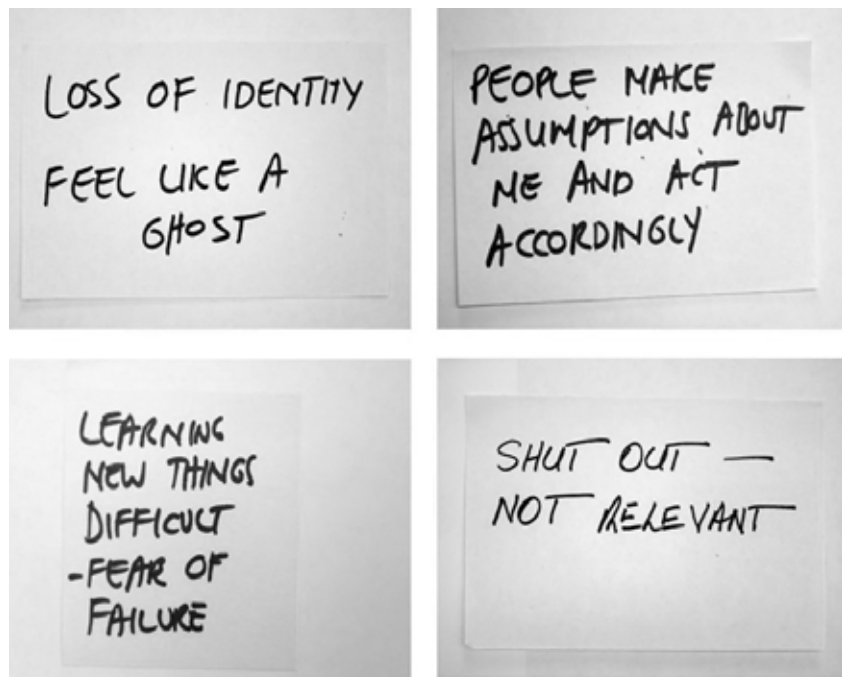 LOSS OF IDENTITY
FEEL LIKE A
GHOST
PEOPLE MAKE
ASSUMPTIONS ABOUT
ME AND ACT
ACCORDINGLY
LEARNING
NEW THINGS
DIFFICULT
-FEAR OF
FAILURE
SHUT OUT —
NOT RELEVANT